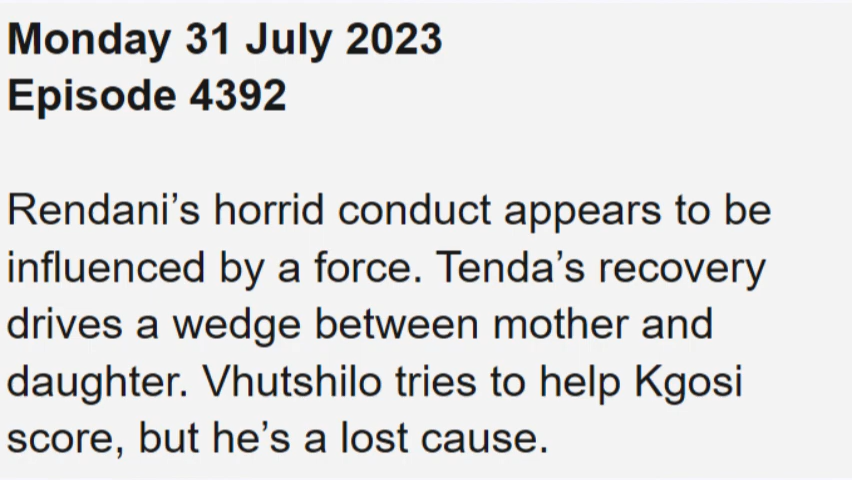 Monday 31 July 2023
Episode 4392
Rendani’s horrid conduct appears to be
influenced by a force. Tenda’s recovery
drives a wedge between mother and
daughter. Vhutshilo tries to help Kgosi
score, but he’s a lost cause.